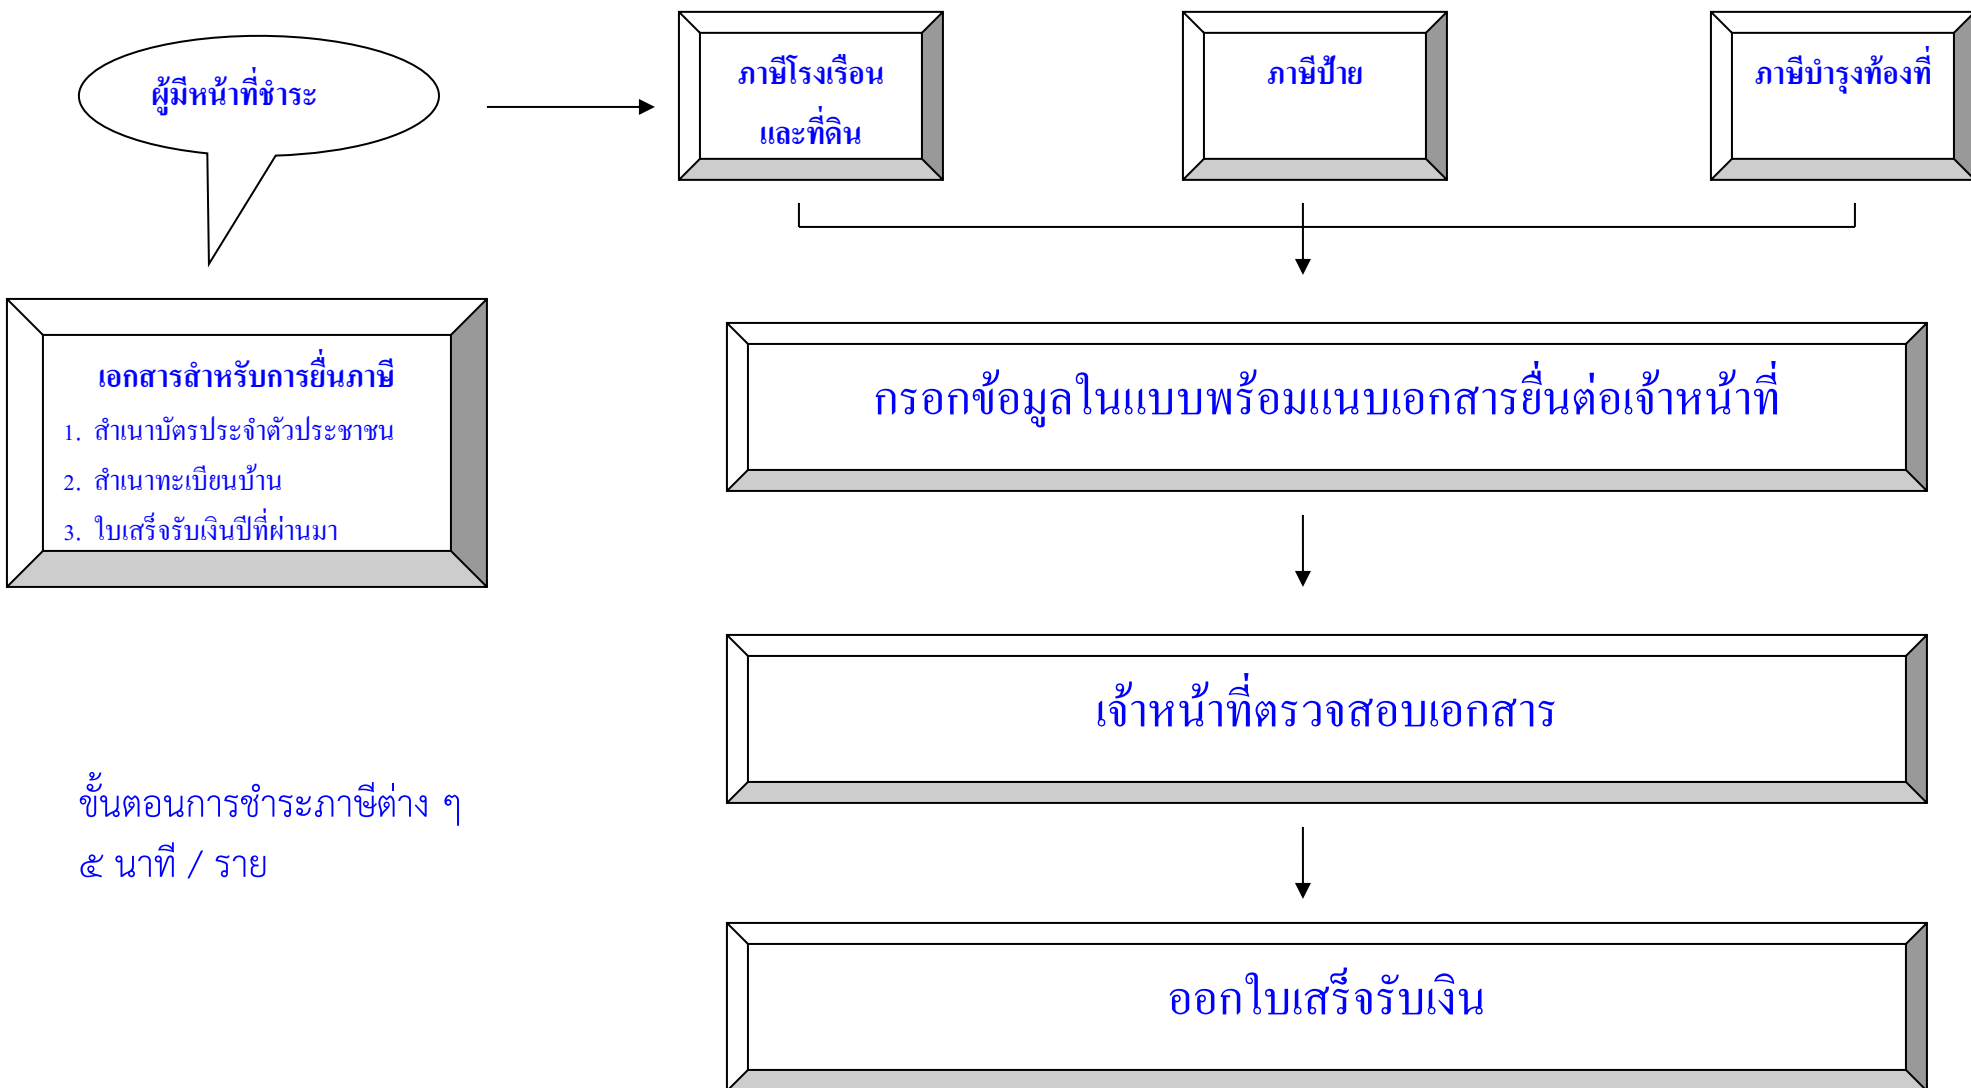 ผู้มีหน้าที่ชำระ
ภาษีโรงเรือน
และที่ดิน
ภาษีป้าย
ภาษีบำรุงท้องที่
เอกสารสำหรับการยื่นภาษี
1. สำเนาบัตรประจำตัวประชาชน
2. สำเนาทะเบียนบ้าน
3. ใบเสร็จรับเงินปีที่ผ่านมา
กรอกข้อมูลในแบบพร้อมแนบเอกสารยื่นต่อเจ้าหน้าที่
เจ้าหน้าที่ตรวจสอบเอกสาร
ขั้นตอนการชำระภาษีต่าง ๆ
๕ นาที / ราย
ออกใบเสร็จรับเงิน